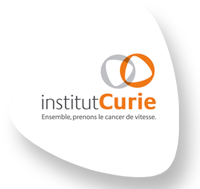 institutCurie
Ensemble, prenons le cancer de vitesse.